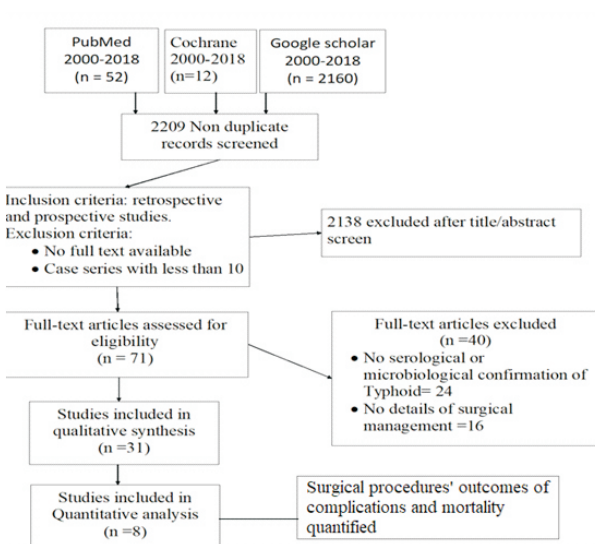 PubMed
2000-2018
(n = 52)
Cochrane
2000-2018
(n=12)
Google scholar
2000-2018
(n = 2160)
2209 Non duplicate
records screened
Inclusion criteria: retrospective
and prospective studies.
Exclusion criteria:
• No full text available
• Case series with less than 10
2138 excluded after title/abstract
screen
Full-text articles assessed for
eligibility
(n = 71)
Full-text articles excluded
(n =40)
• No serological or
microbiological confirmation of
Typhoid= 24
• No details of surgical
management =16
Studies included in
qualitative synthesis
(n =31)
Studies included in
Quantitative analysis
(n =8)
Surgical procedures' outcomes of
complications and mortality
quantified